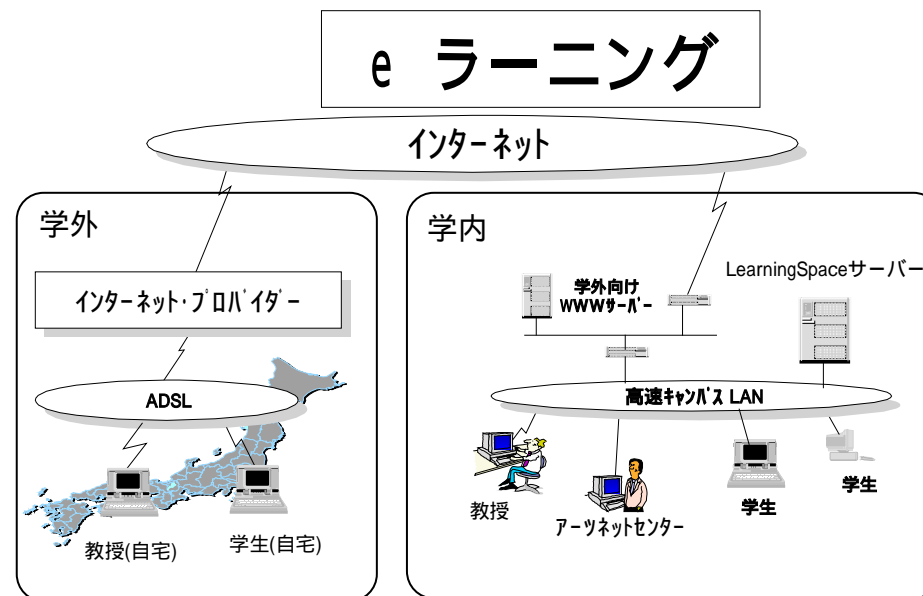 e ラーニング
インターネット
学外
インターネット・プロバイダー
ADSL
教授(自宅)
学生(自宅)
学内
LearningSpaceサーバー
学外向け
WWWサーバー
高速キャンパス LAN
教授
アーツネットセンター
学生
学生